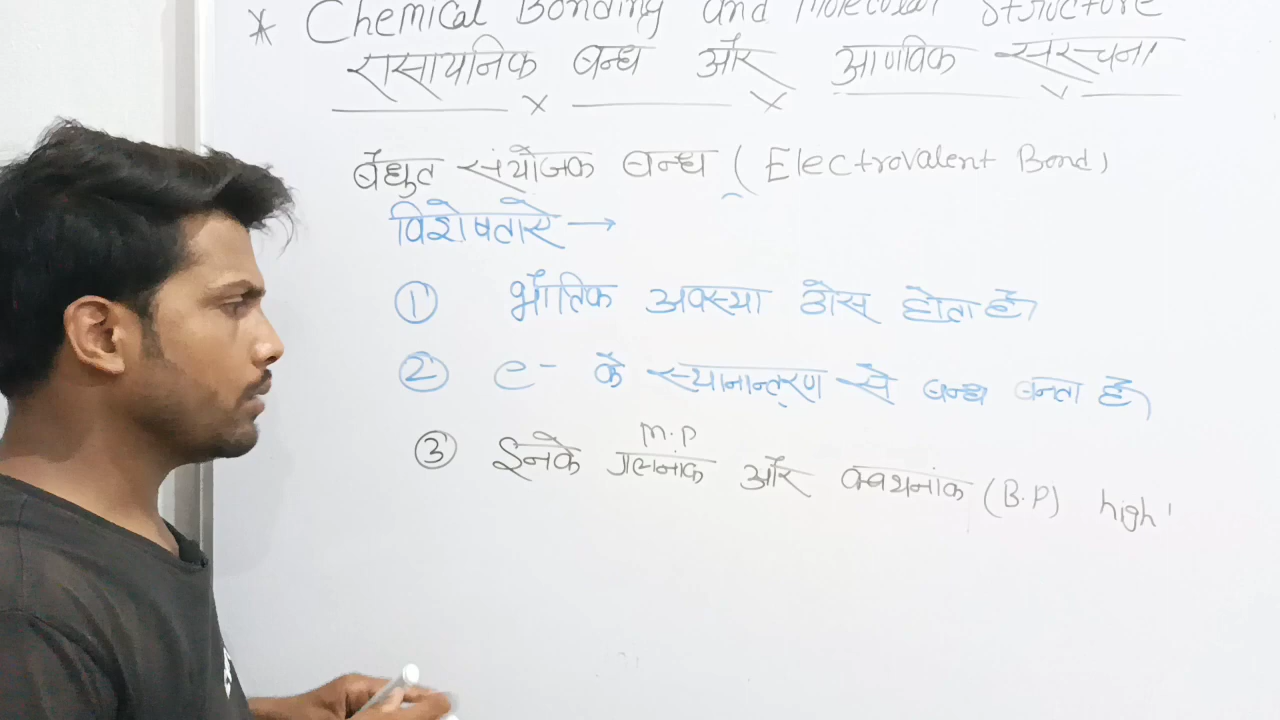 * Chemical Bonding and Molecular Structure
रासायनिक बन्ध और आणविक संरचना
वैधुत संयोजक बन्ध ( Electrovalent Bond)
विशेषताऐ →
① भौतिक अवस्था ठोस होता है।
② e- के स्थानान्तरण से बन्ध बनता है।
M.P
③ इनके गलनांक और क्वथनांक (B.P) high'